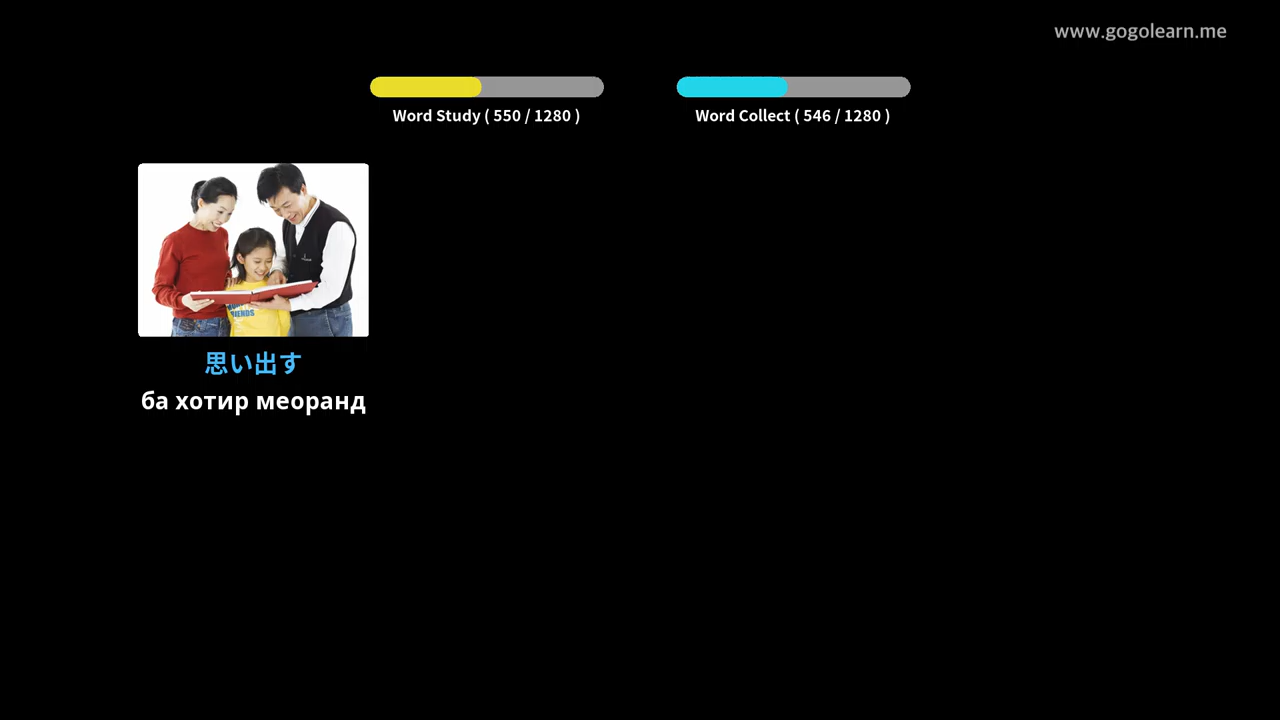 www.gogolearn.me
Word Study ( 550 / 1280 )
Word Collect ( 546 / 1280 )
思い出す
ба хотир меоранд